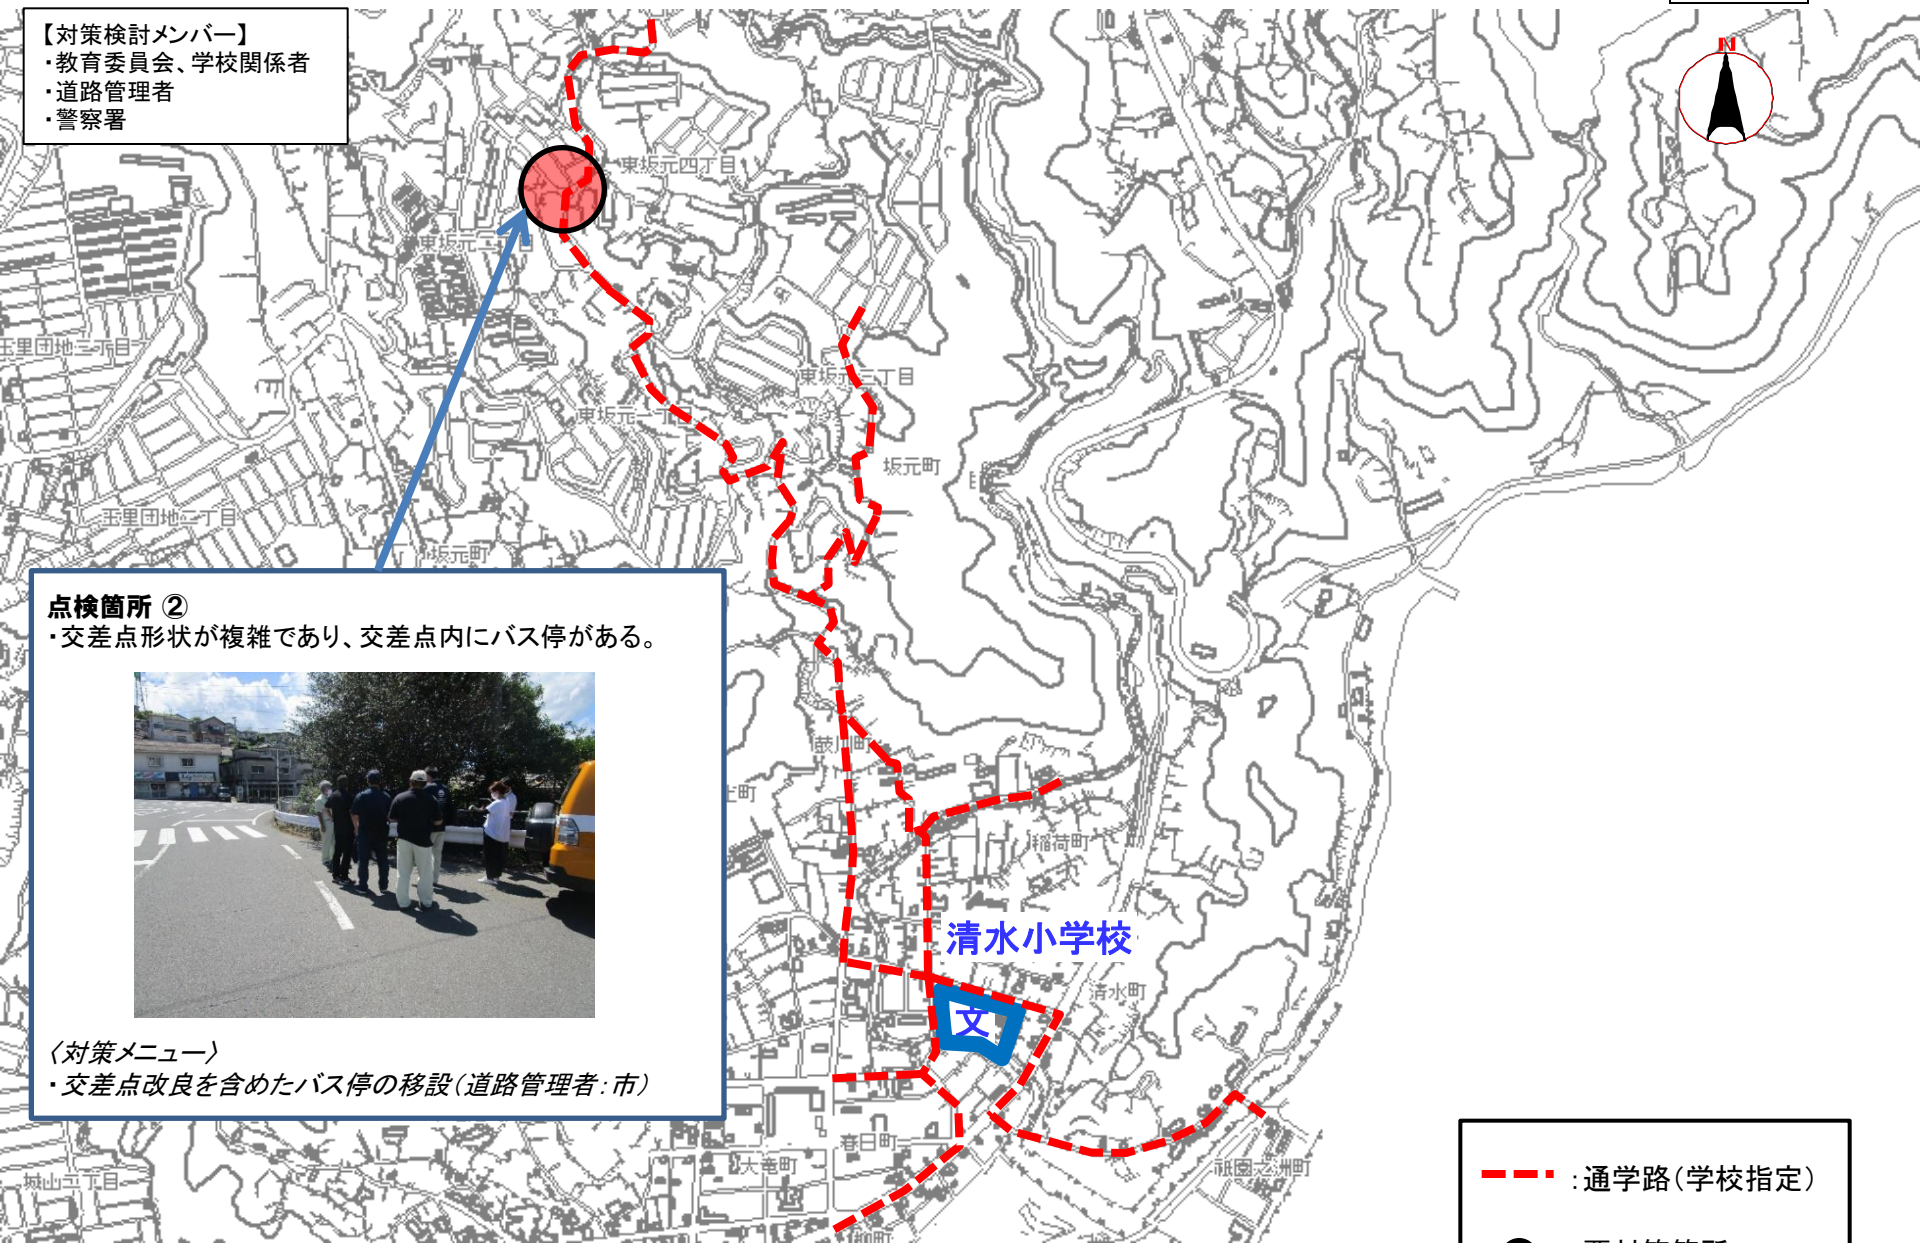 【対策検討メンバー】
・教育委員会、学校関係者
・道路管理者
・警察署
N
東坂元四丁目
東坂元二丁目
玉里団地三丁目
東坂元三丁目
東坂元一丁目
坂元町
玉里団地二丁目
坂元町
点検箇所 ②
・交差点形状が複雑であり、交差点内にバス停がある。
〈対策メニュー〉
・交差点改良を含めたバス停の移設（道路管理者：市）
鼓川町
稲荷町
清水小学校
文
清水町
春日町
大竜町
祇園之洲町
城山二丁目
：通学路（学校指定）